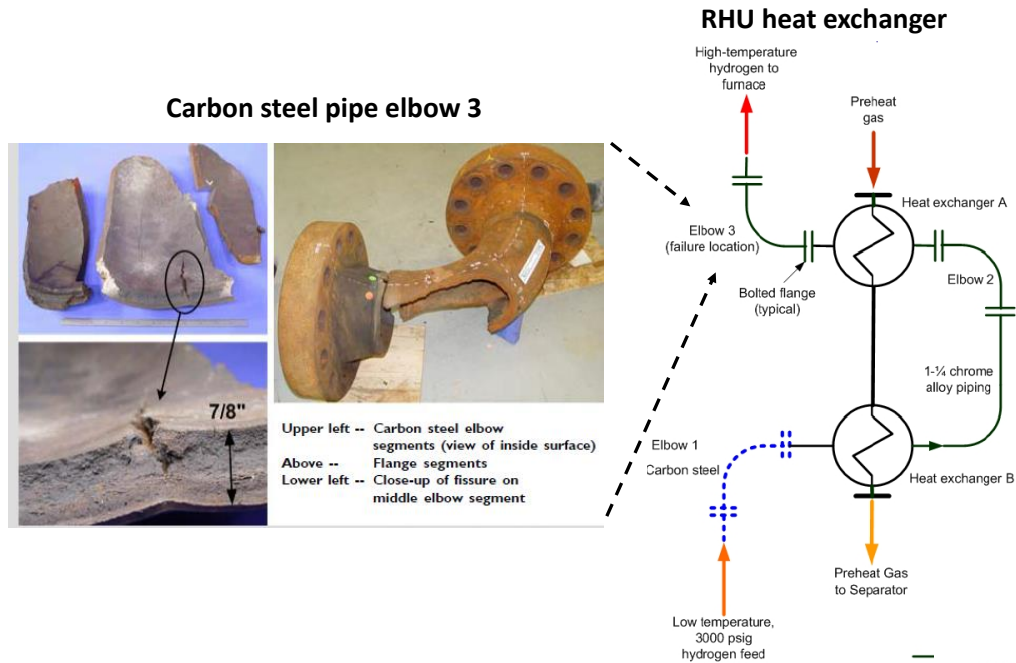 RHU heat exchanger
Carbon steel pipe elbow 3
7/8"
Upper left -- Carbon steel elbow
segments (view of inside surface)
Above -- Flange segments
Lower left -- Close-up of fissure on
middle elbow segment
High-temperature
hydrogen to
furnace
Preheat
gas
Heat exchanger A
Elbow 3
(failure location)
Elbow 2
Bolted flange
(typical)
1-¼ chrome
alloy piping
Elbow 1
Carbon steel
Heat exchanger B
Preheat Gas
to Separator
Low temperature,
3000 psig
hydrogen feed